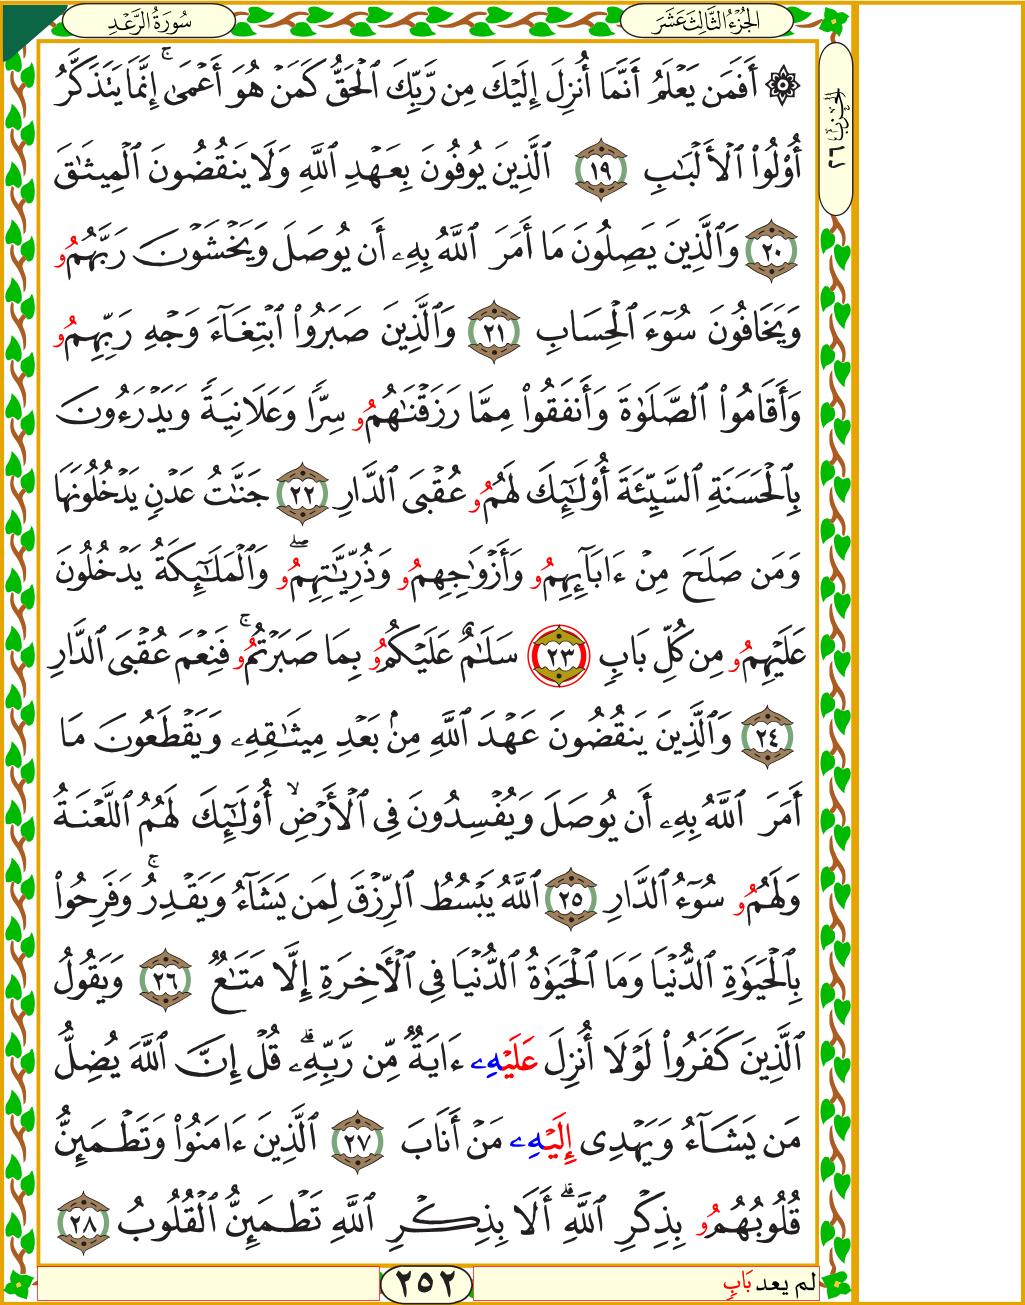 سُورَةُ الرَّعْدِ
الجُزْءُ الثَّالِثَ عَشَرَ
الحِزْبُ ٢٦
۞ أَفَمَن يَعْلَمُ أَنَّمَا أُنزِلَ إِلَيْكَ مِن رَّبِّكَ ٱلْحَقُّ كَمَنْ هُوَ أَعْمَىٰٓۚ إِنَّمَا يَتَذَكَّرُ
أُو۟لُوا۟ ٱلْأَلْبَـٰبِ ١٩ ٱلَّذِينَ يُوفُونَ بِعَهْدِ ٱللَّهِ وَلَا يَنقُضُونَ ٱلْمِيثَـٰقَ
٢٠ وَٱلَّذِينَ يَصِلُونَ مَا أَمَرَ ٱللَّهُ بِهِۦ أَن يُوصَلَ وَيَخْشَوْنَ رَبَّهُمُۥ
وَيَخَافُونَ سُوٓءَ ٱلْحِسَابِ ٢١ وَٱلَّذِينَ صَبَرُوا۟ ٱبْتِغَآءَ وَجْهِ رَبِّهِمُۥ
وَأَقَامُوا۟ ٱلصَّلَوٰةَ وَأَنفَقُوا۟ مِمَّا رَزَقْنَـٰهُمُۥ سِرًّا وَعَلَانِيَةً وَيَدْرَءُونَ
بِٱلْحَسَنَةِ ٱلسَّيِّئَةَ أُو۟لَـٰٓئِكَ لَهُمُۥ عُقْبَى ٱلدَّارِ ٢٢ جَنَّـٰتُ عَدْنٍ يَدْخُلُونَهَا
وَمَن صَلَحَ مِنْ ءَابَآئِهِمُۥ وَأَزْوَٰجِهِمُۥ وَذُرِّيَّـٰتِهِمُۥۖ وَٱلْمَلَـٰٓئِكَةُ يَدْخُلُونَ
عَلَيْهِمُۥ مِن كُلِّ بَابٍ ٢٣ سَلَـٰمٌ عَلَيْكُمُۥ بِمَا صَبَرْتُمُۥۚ فَنِعْمَ عُقْبَى ٱلدَّارِ
٢٤ وَٱلَّذِينَ يَنقُضُونَ عَهْدَ ٱللَّهِ مِنۢ بَعْدِ مِيثَـٰقِهِۦ وَيَقْطَعُونَ مَا
أَمَرَ ٱللَّهُ بِهِۦ أَن يُوصَلَ وَيُفْسِدُونَ فِى ٱلْأَرْضِۙ أُو۟لَـٰٓئِكَ لَهُمُ ٱللَّعْنَةُ
وَلَهُمُۥ سُوٓءُ ٱلدَّارِ ٢٥ ٱللَّهُ يَبْسُطُ ٱلرِّزْقَ لِمَن يَشَآءُ وَيَقْدِرُۚ وَفَرِحُوا۟
بِٱلْحَيَوٰةِ ٱلدُّنْيَا وَمَا ٱلْحَيَوٰةُ ٱلدُّنْيَا فِى ٱلْأَخِرَةِ إِلَّا مَتَـٰعٌ ٢٦ وَيَقُولُ
ٱلَّذِينَ كَفَرُوا۟ لَوْلَا أُنزِلَ عَلَيْهِۦ ءَايَةٌ مِّن رَّبِّهِۦۗ قُلْ إِنَّ ٱللَّهَ يُضِلُّ
مَن يَشَآءُ وَيَهْدِى إِلَيْهِۦ مَنْ أَنَابَ ٢٧ ٱلَّذِينَ ءَامَنُوا۟ وَتَطْمَئِنُّ
قُلُوبُهُمُۥ بِذِكْرِ ٱللَّهِۗ أَلَا بِذِكْرِ ٱللَّهِ تَطْمَئِنُّ ٱلْقُلُوبُ ٢٨
لم يعد بَابٍ
٢٥٢